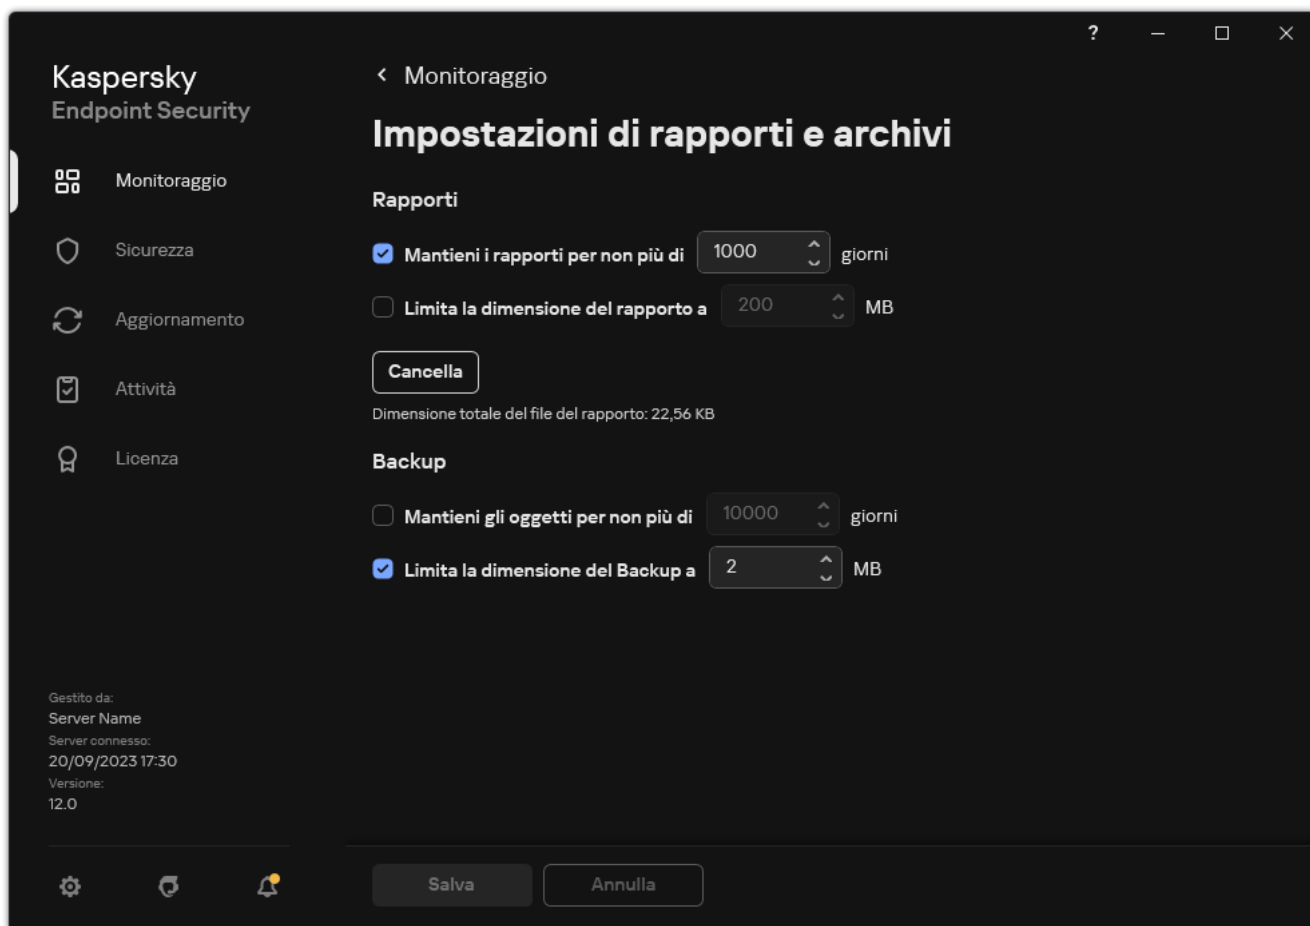 ?
Kaspersky
Endpoint Security
Monitoraggio
Sicurezza
Aggiornamento
Attività
Licenza
Gestito da:
Server Name
Server connesso:
20/09/2023 17:30
Versione:
12.0
Monitoraggio
Impostazioni di rapporti e archivi
Rapporti
Mantieni i rapporti per non più di 1000 giorni
Limita la dimensione del rapporto a 200 MB
Cancella
Dimensione totale del file del rapporto: 22,56 KB
Backup
Mantieni gli oggetti per non più di 10000 giorni
Limita la dimensione del Backup a 2 MB
Salva Annulla